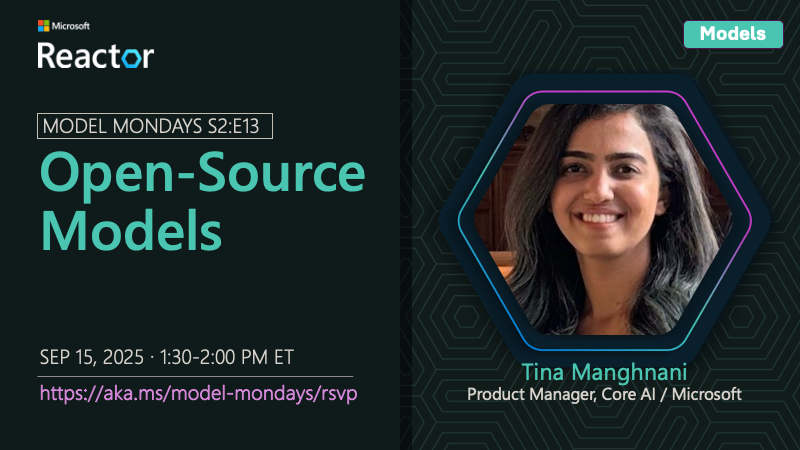 Microsoft
Reactor
Models
MODEL MONDAYS S2:E13
Open-Source
Models
SEP 15, 2025 · 1:30-2:00 PM ET
https://aka.ms/model-mondays/rsvp
Tina Manghnani
Product Manager, Core AI / Microsoft